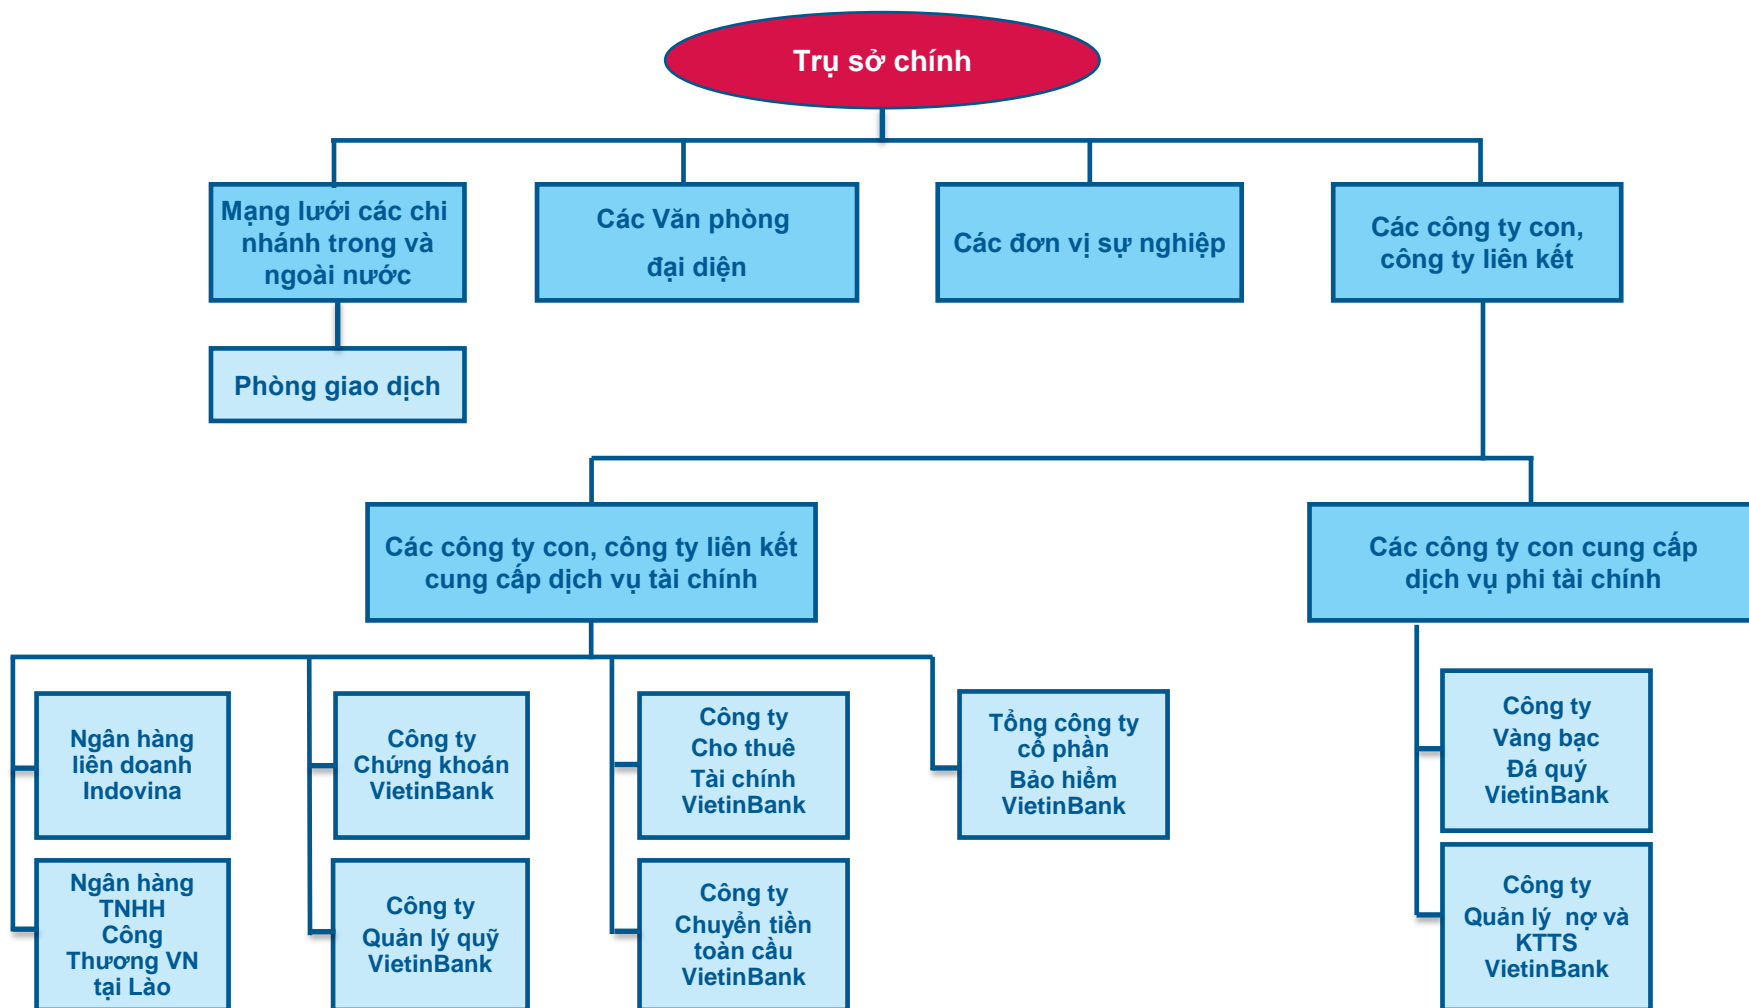 Trụ sở chính
Mạng lưới các chi
nhánh trong và
ngoài nước
Các Văn phòng
đại diện
Các đơn vị sự nghiệp
Các công ty con,
công ty liên kết
Phòng giao dịch
Các công ty con, công ty liên kết
cung cấp dịch vụ tài chính
Các công ty con cung cấp
dịch vụ phi tài chính
Ngân hàng
liên doanh
Indovina
Công ty
Chứng khoán
VietinBank
Công ty
Cho thuê
Tài chính
VietinBank
Tổng công ty
cổ phần
Bảo hiểm
VietinBank
Công ty
Vàng bạc
Đá quý
VietinBank
Ngân hàng
TNHH
Công
Thương VN
tại Lào
Công ty
Quản lý quỹ
VietinBank
Công ty
Chuyển tiền
toàn cầu
VietinBank
Công ty
Quản lý nợ và
KTTS
VietinBank